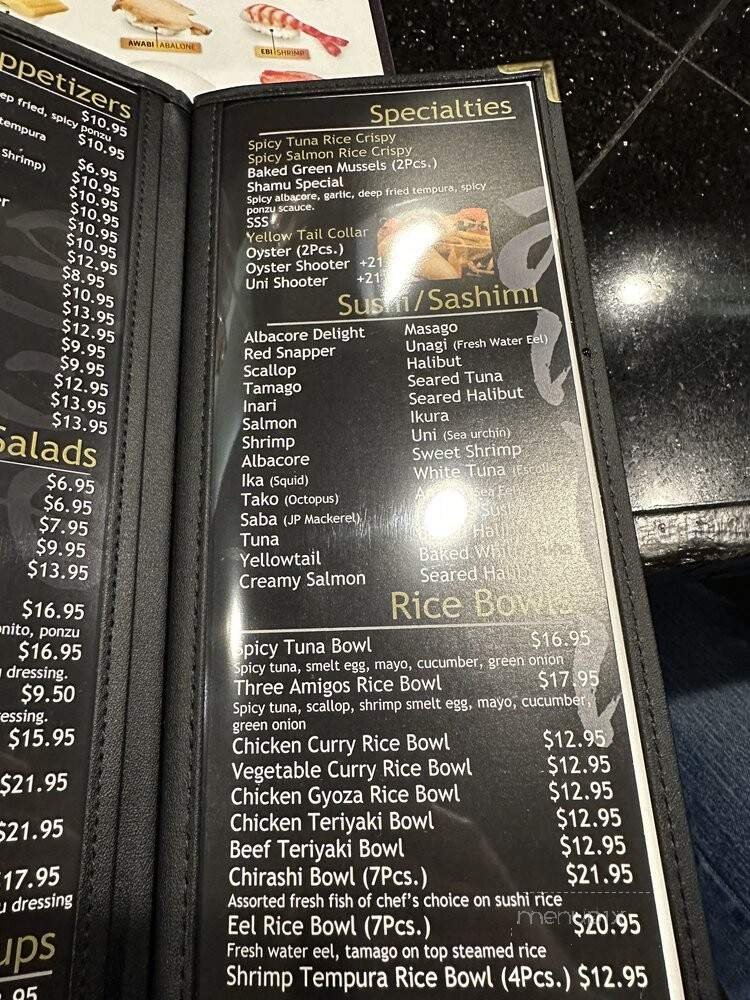 AWABI ABALONE
EBI SHRIMP
ppetizers
ep fried, spicy ponzu
$10.95
tempura $10.95
Shrimp) $6.95
$10.95
$10.95
$10.95
$10.95
$10.95
$12.95
$8.95
$10.95
$13.95
$12.95
$9.95
$9.95
$12.95
$13.95
$13.95
Salads
$6.95
$6.95
$7.95
$9.95
$13.95
$16.95
nito, ponzu
$16.95
dressing.
$9.50
essing.
$15.95
$21.95
$21.95
17.95
u dressing
ups
95
Specialties
Spicy Tuna Rice Crispy
Spicy Salmon Rice Crispy
Baked Green Mussels (2Pcs.)
Shamu Special
Spicy albacore, garlic, deep fried tempura, spicy
ponzu scauce.
SSS
Yellow Tail Collar
Oyster (2Pcs.)
Oyster Shooter +21
Uni Shooter +21
Sushi/Sashimi
Albacore Delight
Red Snapper
Scallop
Tamago
Inari
Salmon
Shrimp
Albacore
Ika (Squid)
Tako (Octopus)
Saba (JP Mackerel)
Tuna
Yellowtail
Creamy Salmon
Masago
Unagi (Fresh Water Eel)
Halibut
Seared Tuna
Seared Halibut
Ikura
Uni (Sea urchin)
Sweet Shrimp
White Tuna (Escolar
Baked Whi
Seared Ha
Rice Bowls
Spicy Tuna Bowl $16.95
Spicy tuna, smelt egg, mayo, cucumber, green onion
Three Amigos Rice Bowl $17.95
Spicy tuna, scallop, shrimp smelt egg, mayo, cucumber,
green onion
Chicken Curry Rice Bowl $12.95
Vegetable Curry Rice Bowl $12.95
Chicken Gyoza Rice Bowl $12.95
Chicken Teriyaki Bowl $12.95
Beef Teriyaki Bowl $12.95
Chirashi Bowl (7Pcs.) $21.95
Assorted fresh fish of chef's choice on sushi rice
Eel Rice Bowl (7Pcs.) $20.95
Fresh water eel, tamago on top steamed rice
Shrimp Tempura Rice Bowl (4Pcs.) $12.95